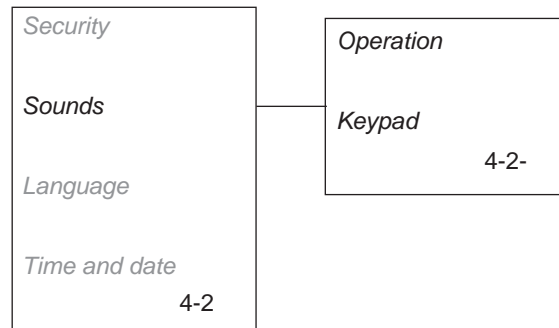 Security
Sounds
Language
Time and date
4-2
Operation
Keypad
4-2-